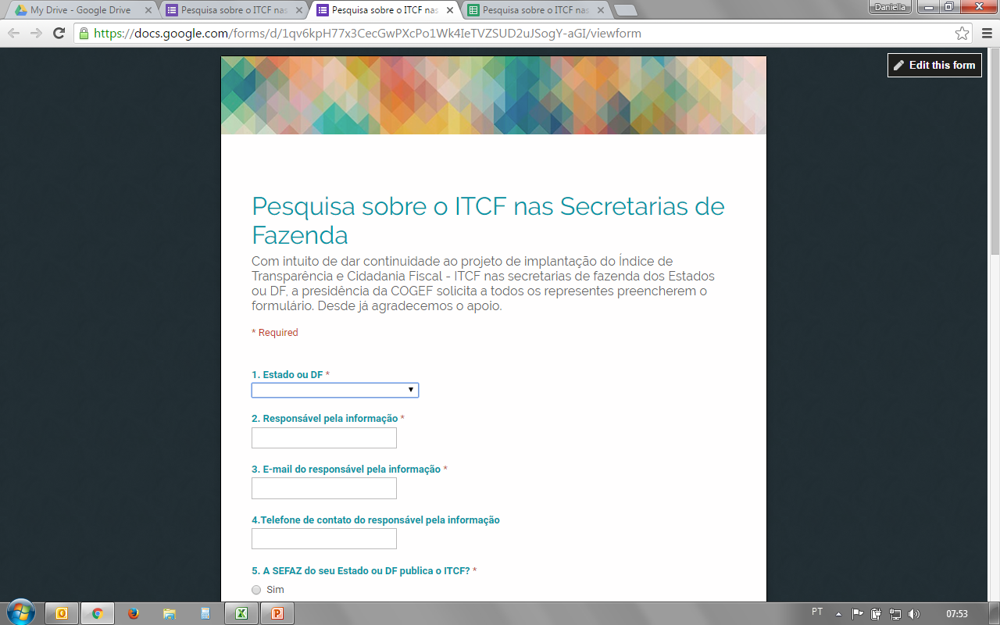 My Drive - Google Drive
Pesquisa sobre o ITCF nas
Pesquisa sobre o ITCF nas
Pesquisa sobre o ITCF nas
Daniella
https://docs.google.com/forms/d/1qv6kpH77x3CecGwPXcPo1Wk4IeTVZSUD2uJSogY-aGI/viewform
Edit this form
Pesquisa sobre o ITCF nas Secretarias de
Fazenda
Com intuito de dar continuidade ao projeto de implantação do Índice de
Transparência e Cidadania Fiscal - ITCF nas secretarias de fazenda dos Estados
ou DF, a presidência da COGEF solicita a todos os representes preencherem o
formulário. Desde já agradecemos o apoio.
* Required
1. Estado ou DF *
2. Responsável pela informação *
3. E-mail do responsável pela informação *
4.Telefone de contato do responsável pela informação
5. A SEFAZ do seu Estado ou DF publica o ITCF? *
Sim
PT
07:53